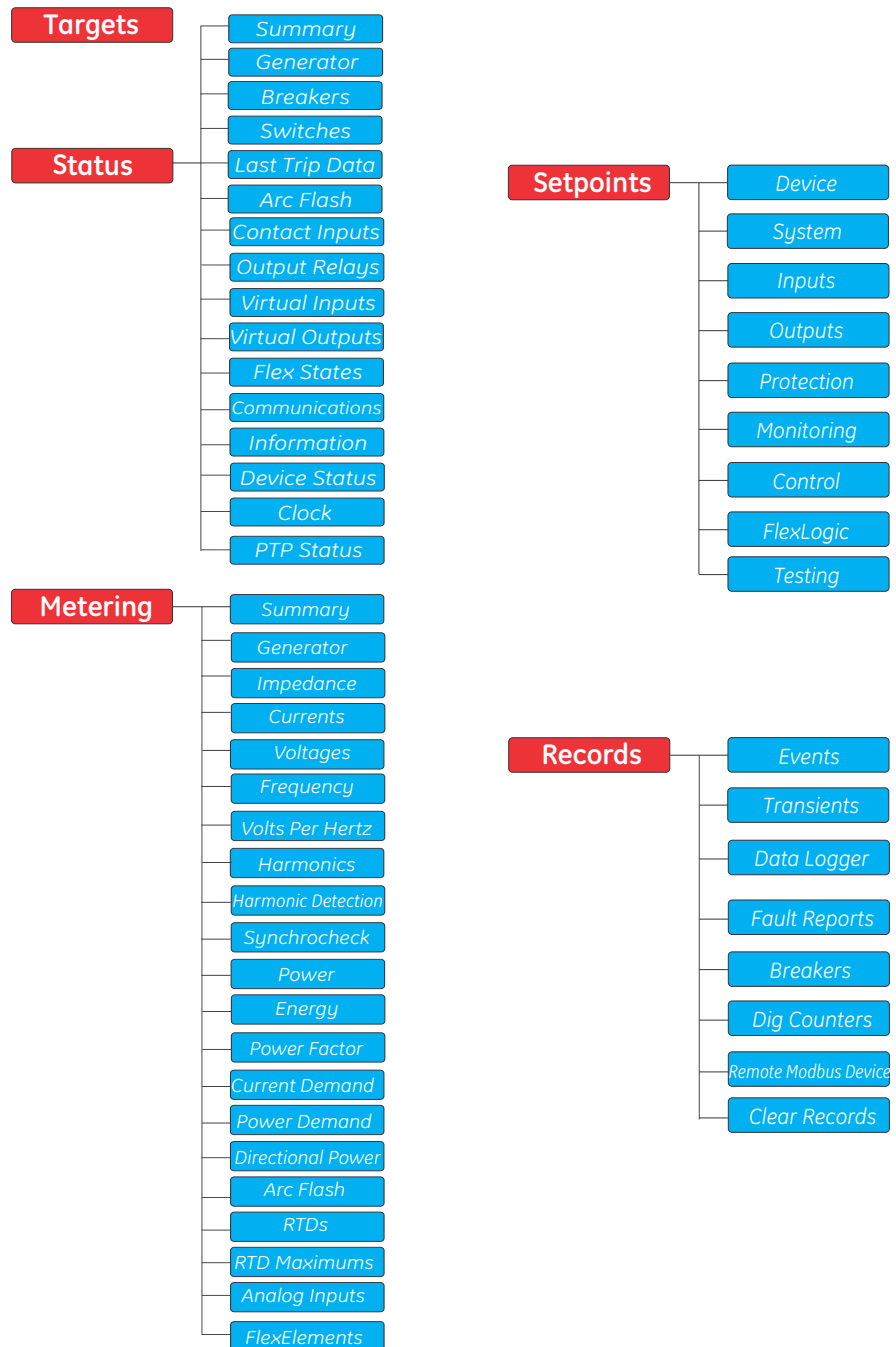 Targets
Status
Summary
Generator
Breakers
Switches
Last Trip Data
Arc Flash
Contact Inputs
Output Relays
Virtual Inputs
Virtual Outputs
Flex States
Communications
Information
Device Status
Clock
PTP Status
Metering
Summary
Generator
Impedance
Currents
Voltages
Frequency
Volts Per Hertz
Harmonics
Harmonic Detection
Synchrocheck
Power
Energy
Power Factor
Current Demand
Power Demand
Directional Power
Arc Flash
RTDs
RTD Maximums
Analog Inputs
FlexElements
Setpoints
Device
System
Inputs
Outputs
Protection
Monitoring
Control
FlexLogic
Testing
Records
Events
Transients
Data Logger
Fault Reports
Breakers
Dig Counters
Remote Modbus Device
Clear Records